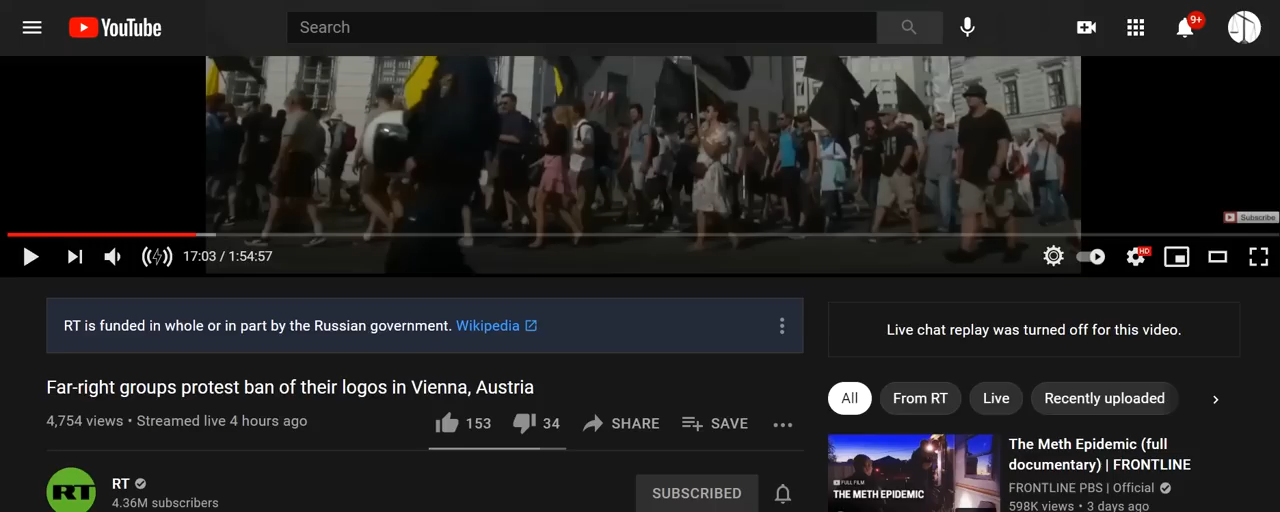 YouTube
Search
9+
Subscribe
17:03 / 1:54:57
HD
RT is funded in whole or in part by the Russian government. Wikipedia
Live chat replay was turned off for this video.
Far-right groups protest ban of their logos in Vienna, Austria
4,754 views • Streamed live 4 hours ago
153
34
SHARE
SAVE
All
From RT
Live
Recently uploaded
RT
RT
4.36M subscribers
SUBSCRIBED
FULL FILM
THE METH EPIDEMIC
The Meth Epidemic (full
documentary) | FRONTLINE
FRONTLINE PBS | Official
598K views • 3 days ago